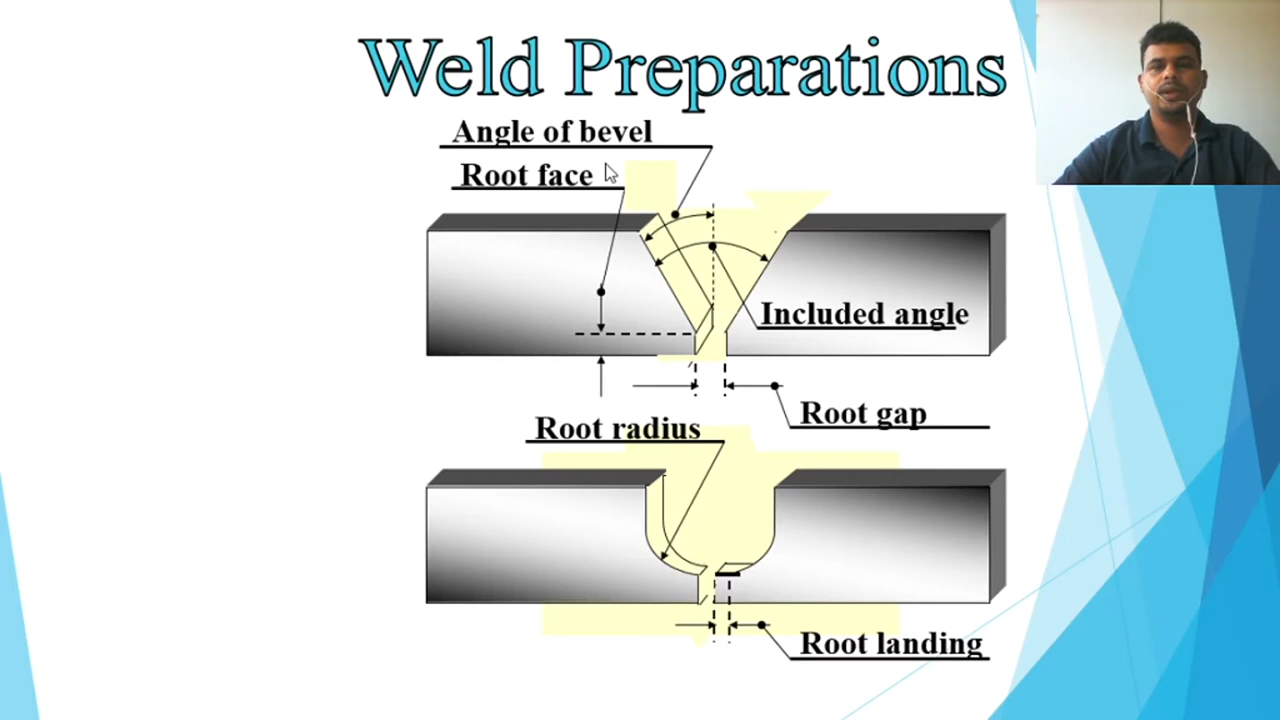 Weld Preparations
Angle of bevel
Root face
Included angle
Root gap
Root radius
Root landing